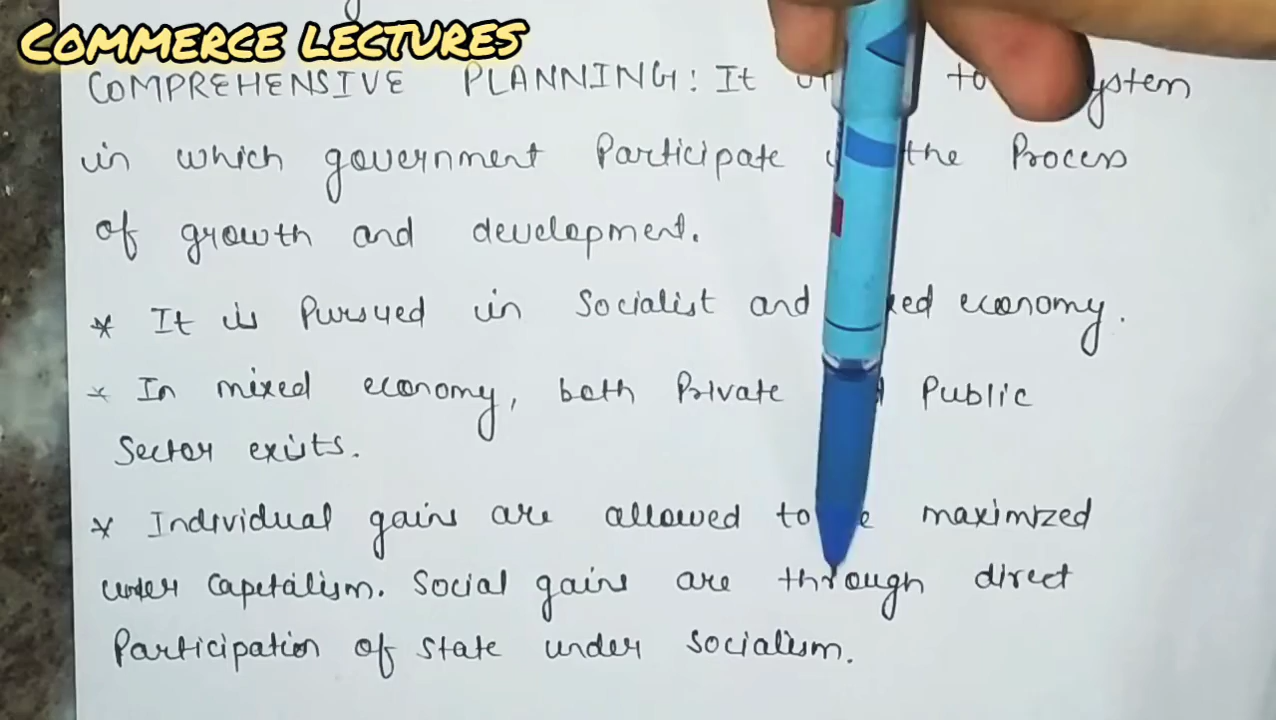 COMMERCE LECTURES
COMPREHENSIVE PLANNING: It to system
in which government Participate the Process
of growth and development.
* It is Pursued in Socialist and economy.
* In mixed economy, both Private Public
Sector exists.
* Individual gains are allowed to maximized
under capitalism. Social gains are through direct
Participation of state under socialism.